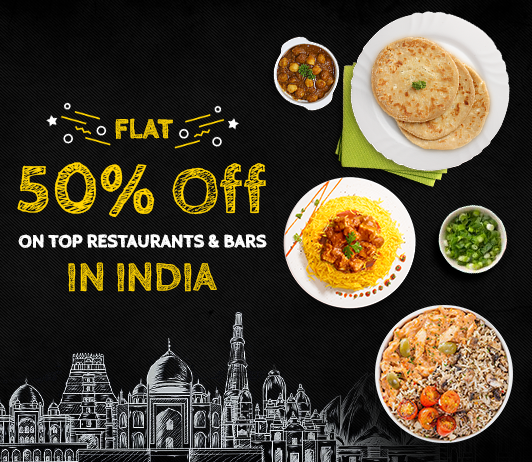 FLAT
50% Off
ON TOP RESTAURANTS & BARS
IN INDIA